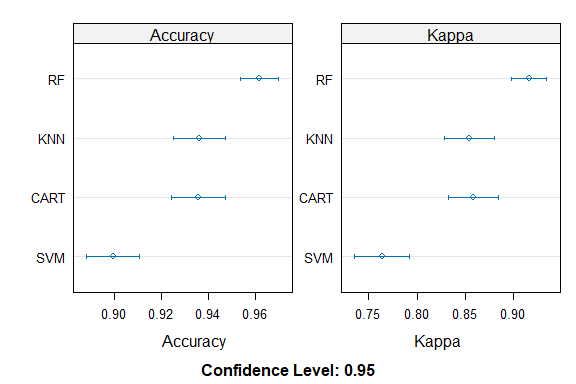 Accuracy Kappa
RF RF
KNN KNN
CART CART
SVM SVM
0.90 0.92 0.94 0.96 0.75 0.80 0.85 0.90
Accuracy Kappa
Confidence Level: 0.95